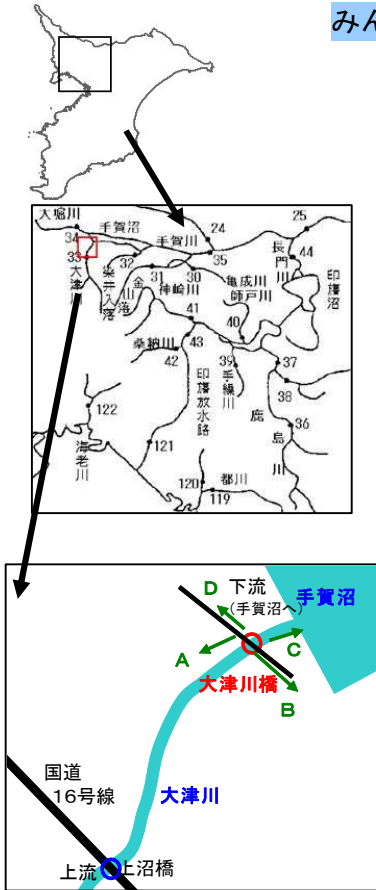 みん
大堀川
手賀沼
手賀川
24
25
34
33
大津川
染井入落
32
金山落
31
神崎川
30
35
亀成川
師戸川
長門川
44
印旛沼
41
40
桑納川
42
43
印旛放水路
39
手繰川
37
38
鹿島川
36
122
海老川
121
120
都川
119
D
下流
(手賀沼へ)
手賀沼
A
C
大津川橋
B
国道
16号線
大津川
上流
上沼橋